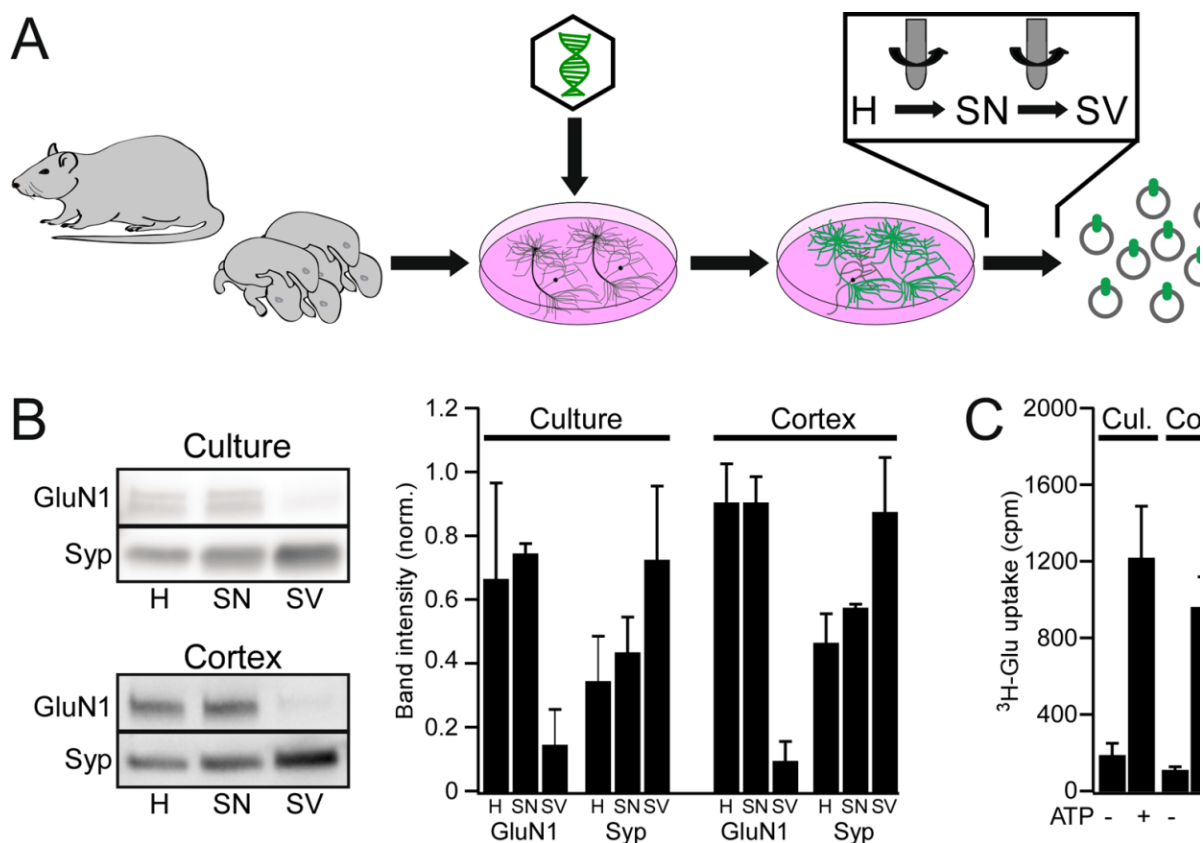 A
H SN SV
B
Culture
GluN1
Syp
H SN SV
Cortex
GluN1
Syp
H SN SV
Band intensity (norm.)
1.2
1.0
0.8
0.6
0.4
0.2
0
Culture Cortex
H SN SV H SN SV H SN SV H SN SV
GluN1 Syp GluN1 Syp
C
³H-Glu uptake (cpm)
2000
1600
1200
800
400
0
Cul. Co
ATP - + -